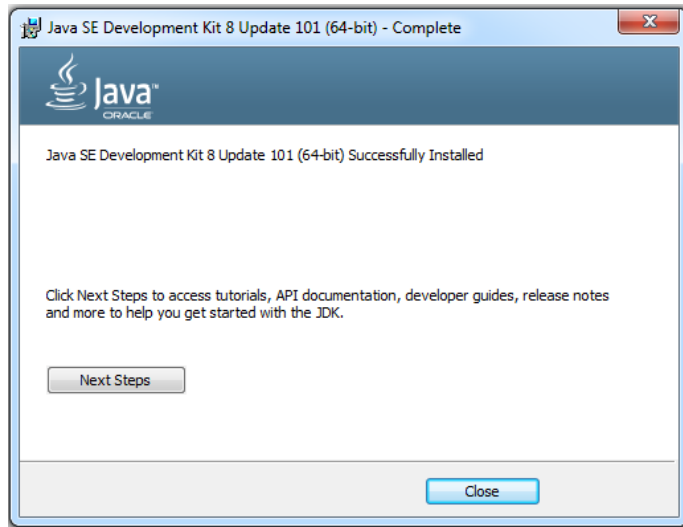 Java SE Development Kit 8 Update 101 (64-bit) - Complete
Java™
ORACLE
Java SE Development Kit 8 Update 101 (64-bit) Successfully Installed
Click Next Steps to access tutorials, API documentation, developer guides, release notes
and more to help you get started with the JDK.
Next Steps
Close